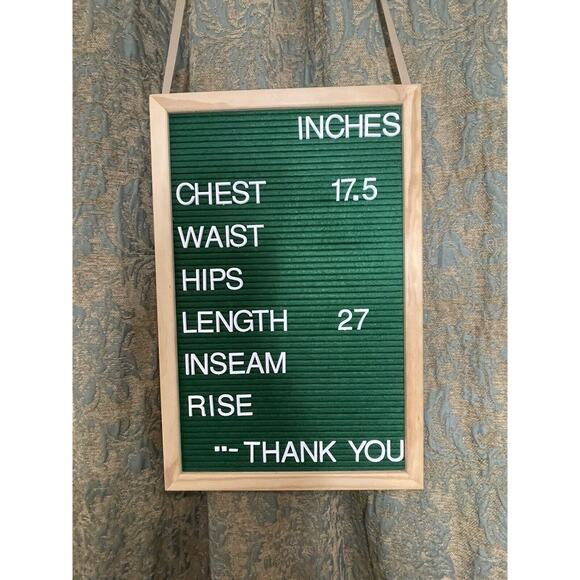 INCHES
CHEST 17.5
WAIST
HIPS
LENGTH 27
INSEAM
RISE
..- THANK YOU